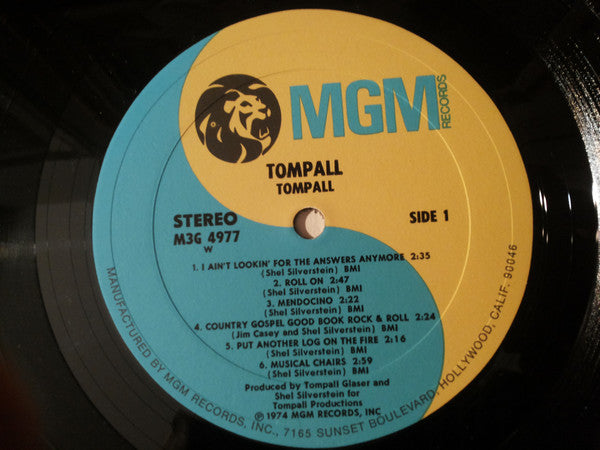 MGM
RECORDS
TOMPALL
TOMPALL
STEREO
SIDE 1
M3G 4977
W
1. I AIN'T LOOKIN' FOR THE ANSWERS ANYMORE 2:35
(Shel Silverstein) BMI
2. ROLL ON 2:47
(Shel Silverstein) BMI
3. MENDOCINO 2:22
(Shel Silverstein) BMI
4. COUNTRY GOSPEL GOOD BOOK ROCK & ROLL 2:24
(Jim Casey and Shel Silverstein) BMI
5. PUT ANOTHER LOG ON THE FIRE 2:16
(Shel Silverstein) BMI
6. MUSICAL CHAIRS 2:59
(Shel Silverstein) BMI
Produced by Tompall Glaser and
Shel Silverstein for
Tompall Productions
℗ 1974 MGM RECORDS, INC
MANUFACTURED BY MGM RECORDS, INC., 7165 SUNSET BOULEVARD, HOLLYWOOD, CALIF. 90046